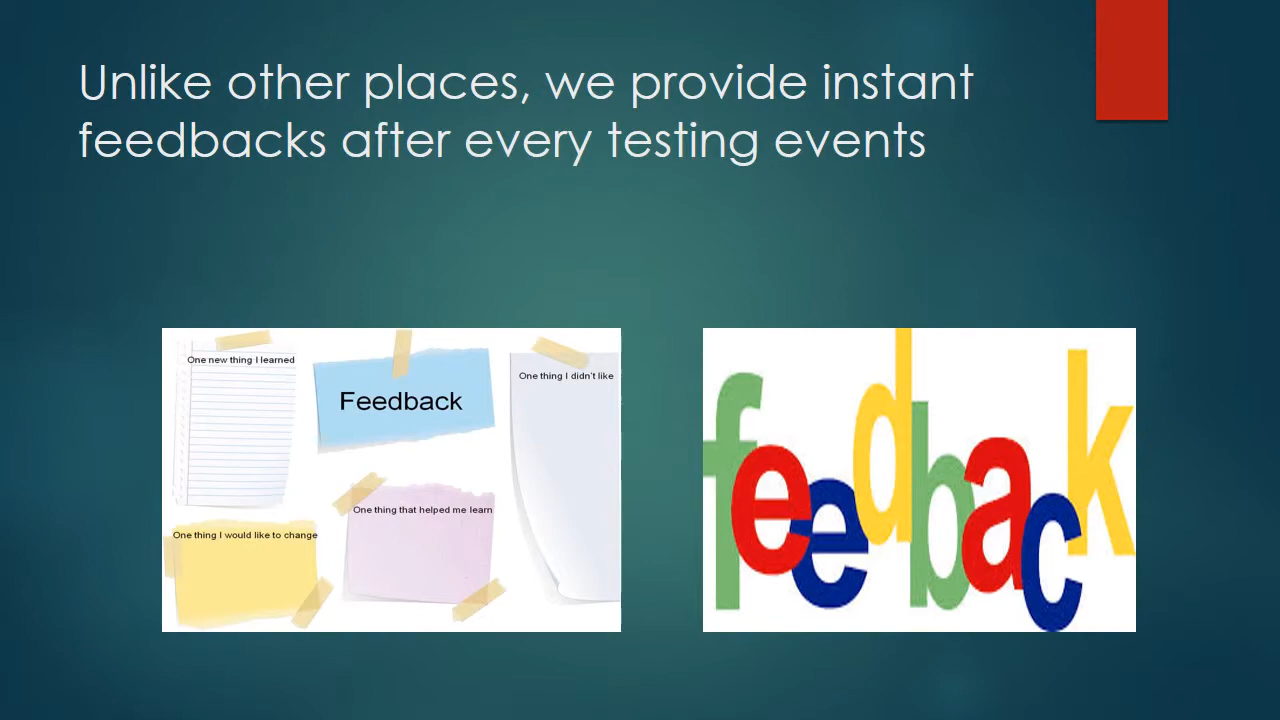 Unlike other places, we provide instant
feedbacks after every testing events
One new thing I learned
Feedback
One thing I didn't like
One thing I would like to change
One thing that helped me learn
feedback